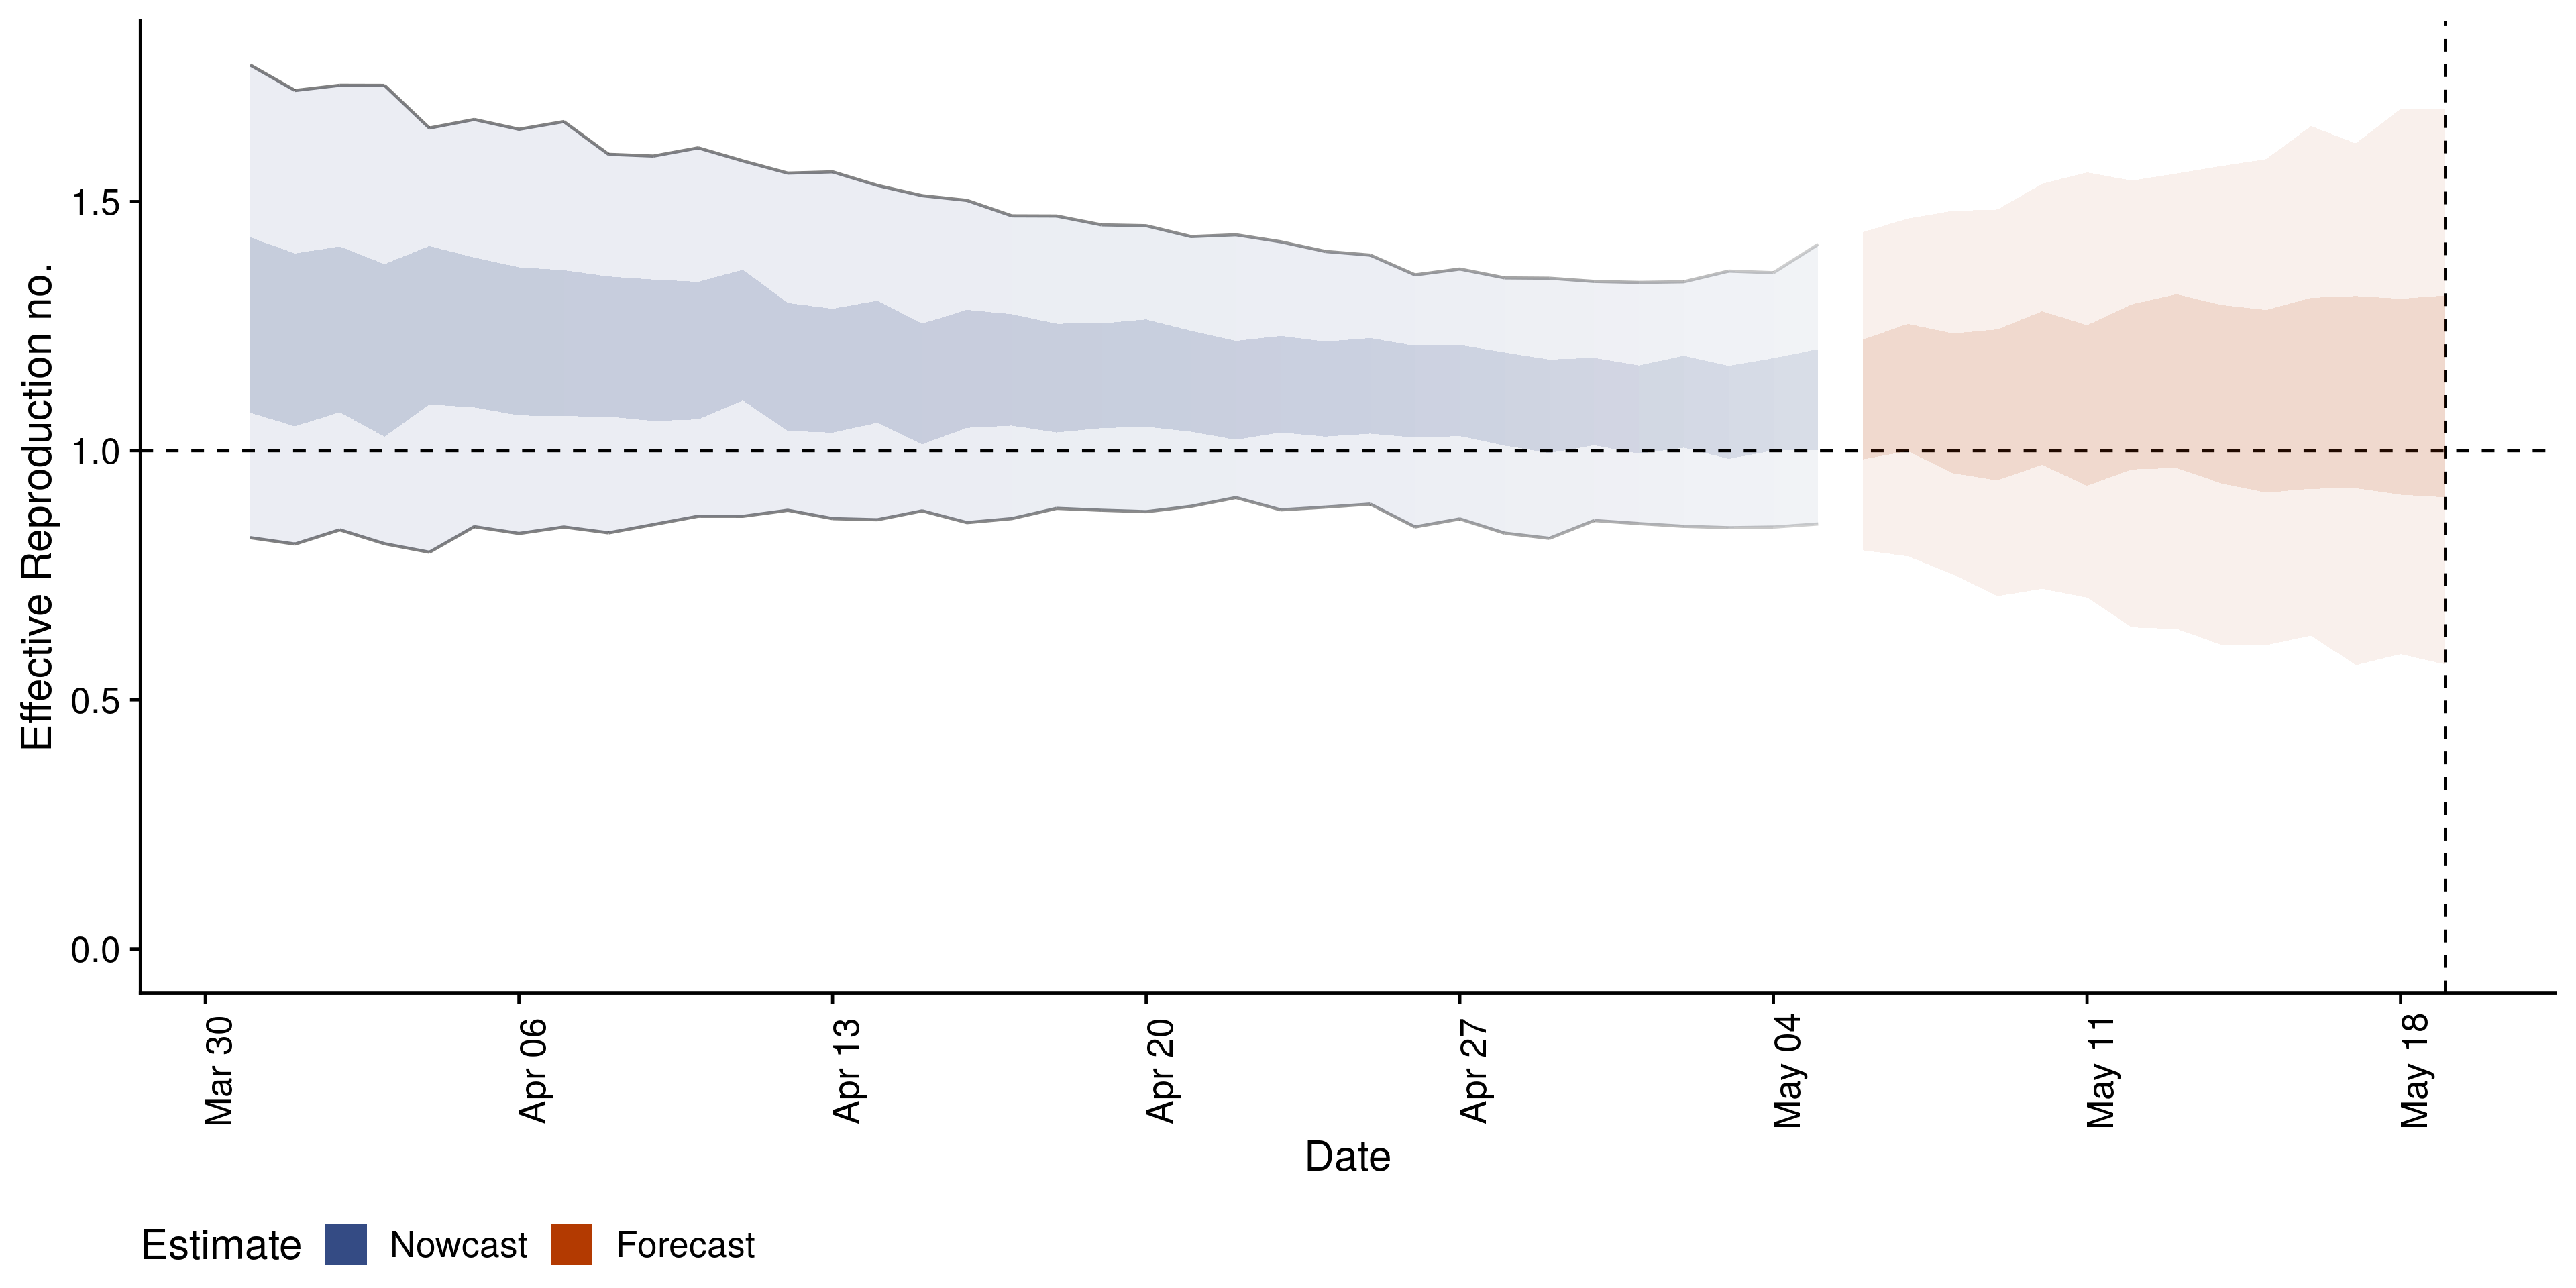 Effective Reproduction no.
1.5
1.0
0.5
0.0
Mar 30
Apr 06
Apr 13
Apr 20
Apr 27
May 04
May 11
May 18
Date
Estimate Nowcast Forecast